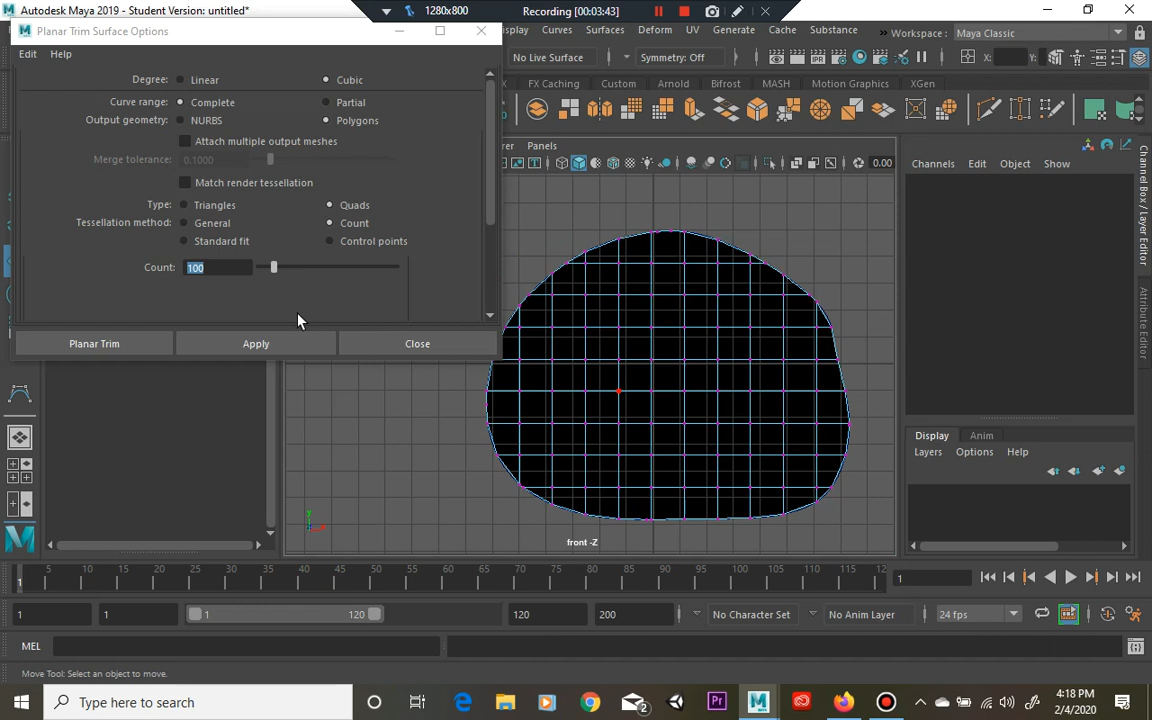 Autodesk Maya 2019 - Student Version: untitled*
1280x800
Recording [00:03:43]
Planar Trim Surface Options
Edit Help
Display Curves Surfaces Deform UV Generate Cache Substance
Workspace: Maya Classic
No Live Surface
Symmetry: Off
FX Caching Custom Arnold Bifrost MASH Motion Graphics XGen
Panels
0.00
Channels Edit Object Show
Channel Box / Layer Editor
Attribute Editor
Degree: Linear Cubic
Curve range: Complete Partial
Output geometry: NURBS Polygons
Attach multiple output meshes
Merge tolerance: 0.1000
Match render tessellation
Type: Triangles Quads
Tessellation method: General Count
Standard fit Control points
Count: 100
Planar Trim Apply Close
Display Anim
Layers Options Help
y
front -Z
5 10 15 20 25 30 35 40 45 50 55 60 65 70 75 80 85 90 95 100 105 110 115 12
1
1
1 1 1 120 120 200
No Character Set
No Anim Layer
24 fps
MEL
Move Tool: Select an object to move.
Type here to search
2
Pr
4:18 PM
2/4/2020